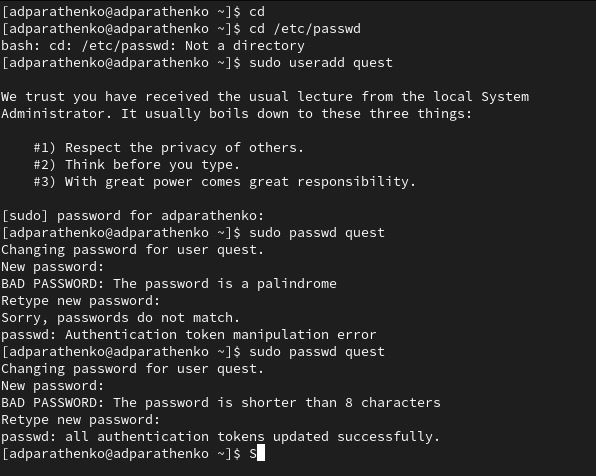 [adparathenko@adparathenko ~]$ cd
[adparathenko@adparathenko ~]$ cd /etc/passwd
bash: cd: /etc/passwd: Not a directory
[adparathenko@adparathenko ~]$ sudo useradd quest
We trust you have received the usual lecture from the local System
Administrator. It usually boils down to these three things:
#1) Respect the privacy of others.
#2) Think before you type.
#3) With great power comes great responsibility.
[sudo] password for adparathenko:
[adparathenko@adparathenko ~]$ sudo passwd quest
Changing password for user quest.
New password:
BAD PASSWORD: The password is a palindrome
Retype new password:
Sorry, passwords do not match.
passwd: Authentication token manipulation error
[adparathenko@adparathenko ~]$ sudo passwd quest
Changing password for user quest.
New password:
BAD PASSWORD: The password is shorter than 8 characters
Retype new password:
passwd: all authentication tokens updated successfully.
[adparathenko@adparathenko ~]$ S